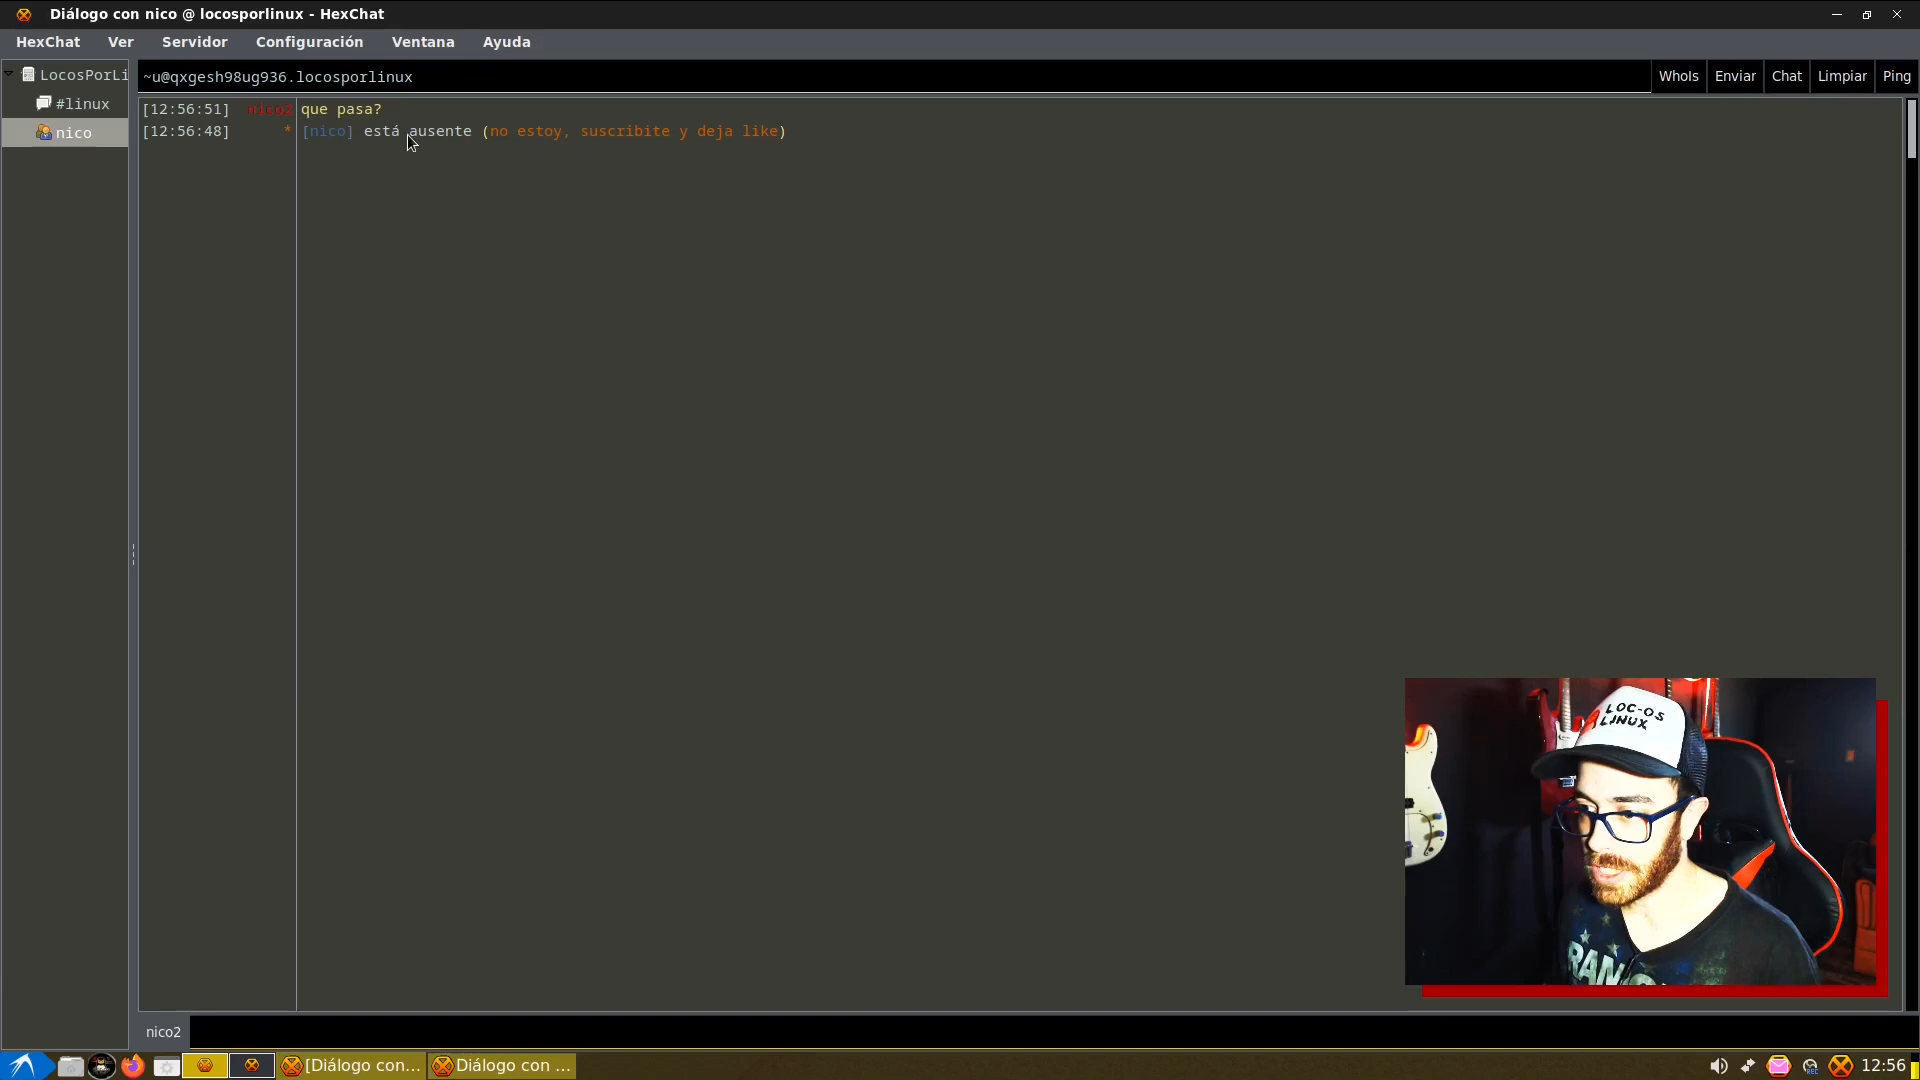 Diálogo con nico @ locosporlinux - HexChat
HexChat Ver Servidor Configuración Ventana Ayuda
LocosPorLi
#linux
nico
~u@qxgesh98ug936.locosporlinux
WhoIs Enviar Chat Limpiar Ping
[12:56:51] nico2 que pasa?
[12:56:48] * [nico] está ausente (no estoy, suscribite y deja like)
LOC-OS
LINUX
nico2
[Diálogo con... Diálogo con ... REC 12:56